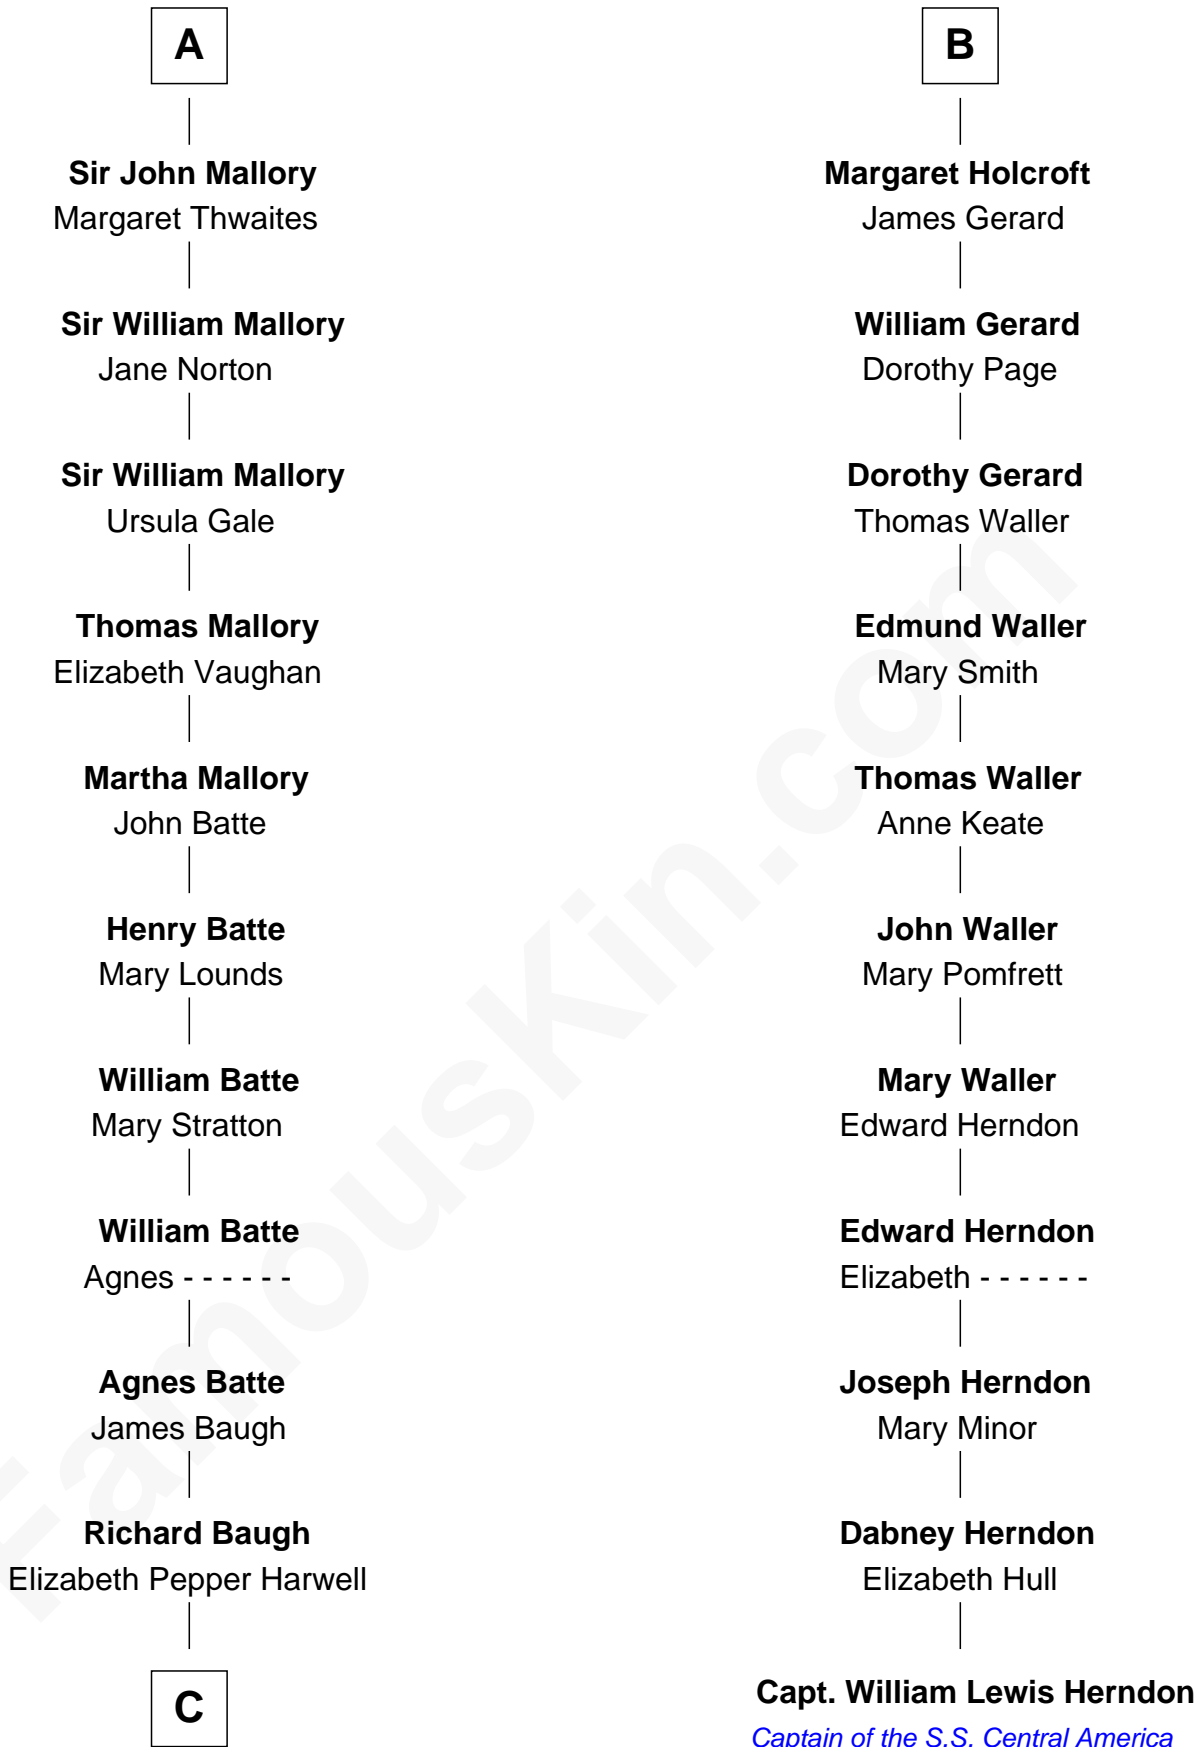 A
Sir John Mallory
Margaret Thwaites
Sir William Mallory
Jane Norton
Sir William Mallory
Ursula Gale
Thomas Mallory
Elizabeth Vaughan
Martha Mallory
John Batte
Henry Batte
Mary Lounds
William Batte
Mary Stratton
William Batte
Agnes - - - - - -
Agnes Batte
James Baugh
Richard Baugh
Elizabeth Pepper Harwell
C
B
Margaret Holcroft
James Gerard
William Gerard
Dorothy Page
Dorothy Gerard
Thomas Waller
Edmund Waller
Mary Smith
Thomas Waller
Anne Keate
John Waller
Mary Pomfrett
Mary Waller
Edward Herndon
Edward Herndon
Elizabeth - - - - - -
Joseph Herndon
Mary Minor
Dabney Herndon
Elizabeth Hull
Capt. William Lewis Herndon
Captain of the S.S. Central America
FamousKin.com